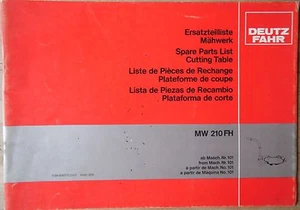 Ersatzteilliste
Mähwerk
Spare Parts List
Cutting Table
Liste de Pièces de Rechange
Plateforme de coupe
Lista de Piezas de Recambio
Plataforma de corte
DEUTZ
FAHR
MW 210 FH
ab Masch. Nr. 101
from Mach. Nr. 101
à partir de Mach. No. 101
a partir de Maquina No. 101